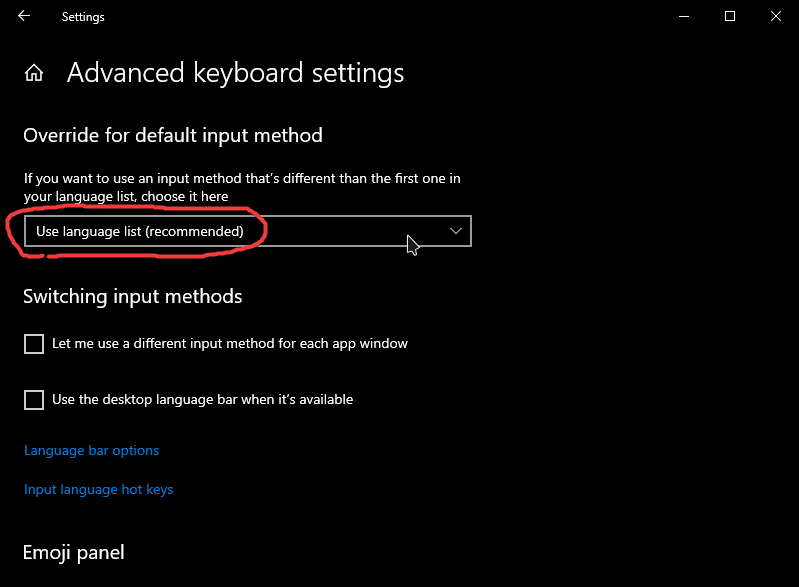 Settings
Advanced keyboard settings
Override for default input method
If you want to use an input method that's different than the first one in
your language list, choose it here
Use language list (recommended)
Switching input methods
Let me use a different input method for each app window
Use the desktop language bar when it's available
Language bar options
Input language hot keys
Emoji panel